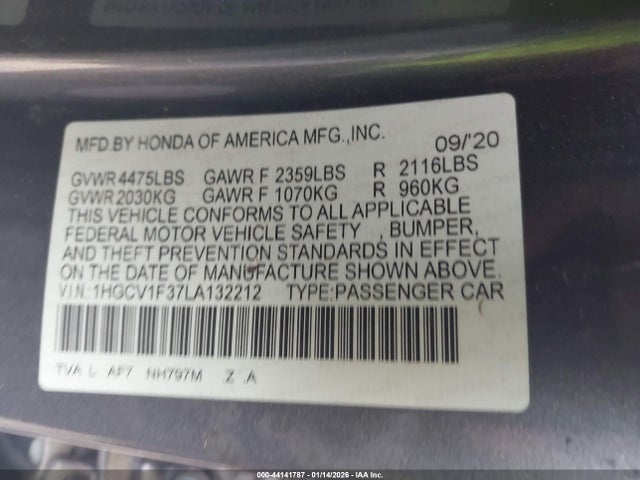 MFD.BY HONDA OF AMERICA MFG.,INC. 09/'20
GVWR 4475LBS GAWR F 2359LBS R 2116LBS
GVWR 2030KG GAWR F 1070KG R 960KG
THIS VEHICLE CONFORMS TO ALL APPLICABLE
FEDERAL MOTOR VEHICLE SAFETY , BUMPER,
AND THEFT PREVENTION STANDARDS IN EFFECT
ON THE DATE OF MANUFACTURE SHOWN ABOVE.
V.I.N.:1HGCV1F37LA132212 TYPE:PASSENGER CAR
TVA L AF7 NH797M Z A
000-44141787 - 01/14/2026 - IAA Inc.